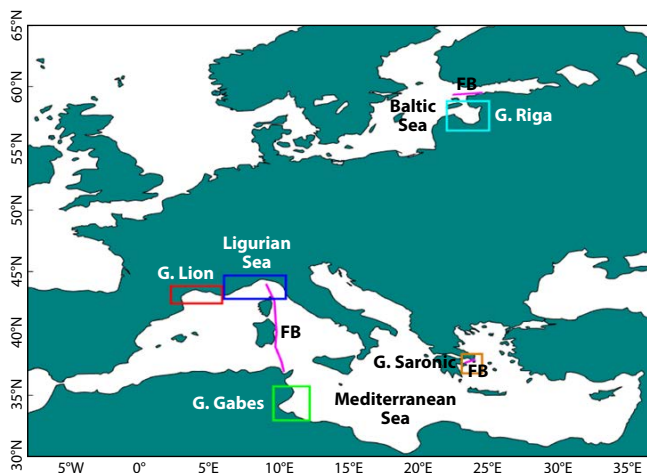 65°N
60°N
55°N
50°N
45°N
40°N
35°N
30°N
FB
Baltic
Sea
G. Riga
Ligurian
Sea
G. Lion
FB
G. Saronic
FB
G. Gabes
Mediterranean
Sea
5°W
0°
5°E
10°E
15°E
20°E
25°E
30°E
35°E